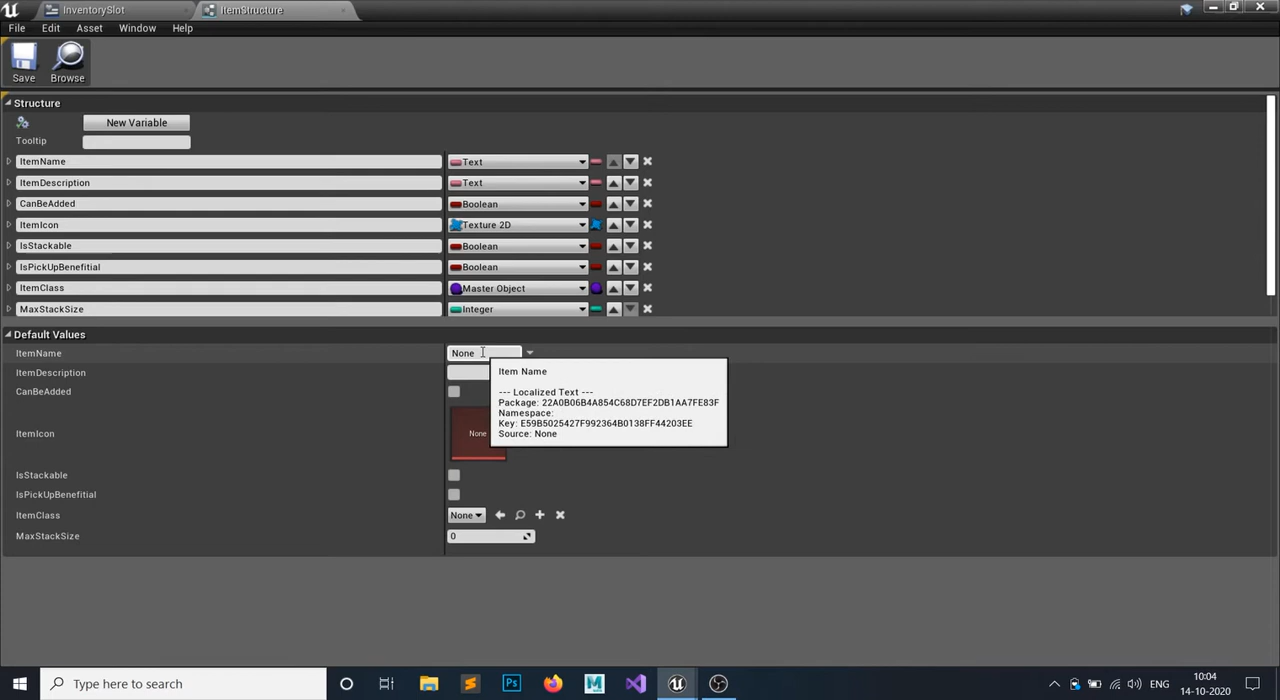 InventorySlot
ItemStructure
File Edit Asset Window Help
Save Browse
Structure
New Variable
Tooltip
ItemName Text
ItemDescription Text
CanBeAdded Boolean
ItemIcon Texture 2D
IsStackable Boolean
IsPickUpBenefitial Boolean
ItemClass Master Object
MaxStackSize Integer
Default Values
ItemName None
ItemDescription
CanBeAdded
ItemIcon None
IsStackable
IsPickUpBenefitial
ItemClass None
MaxStackSize 0
Item Name
--- Localized Text ---
Package: 22A0B06B4A854C68D7EF2DB1AA7FE83F
Namespace:
Key: E59B5025427F992364B0138FF44203EE
Source: None
Type here to search
Ps
M
ENG
10:04
14-10-2020